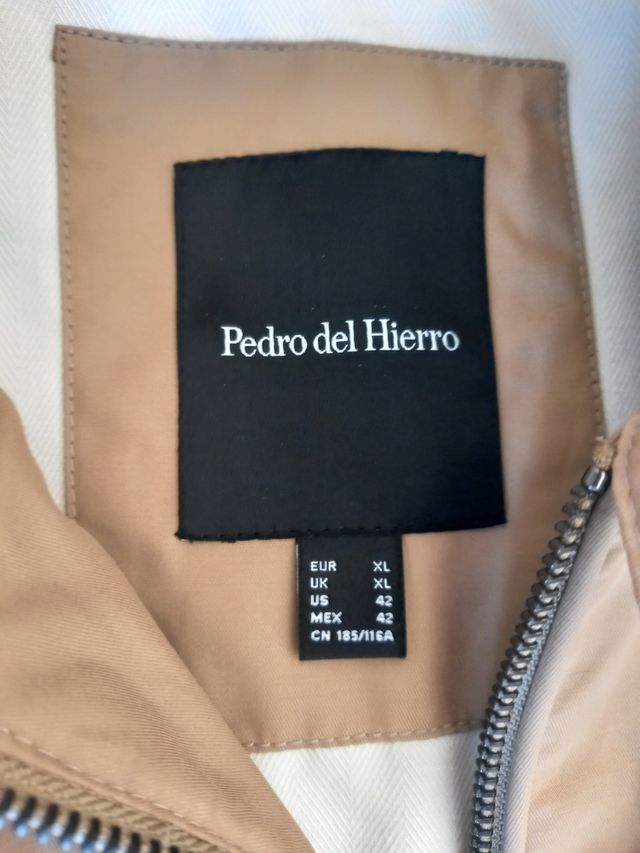 Pedro del Hierro
EUR XL
UK XL
US 42
MEX 42
CN 185/116A